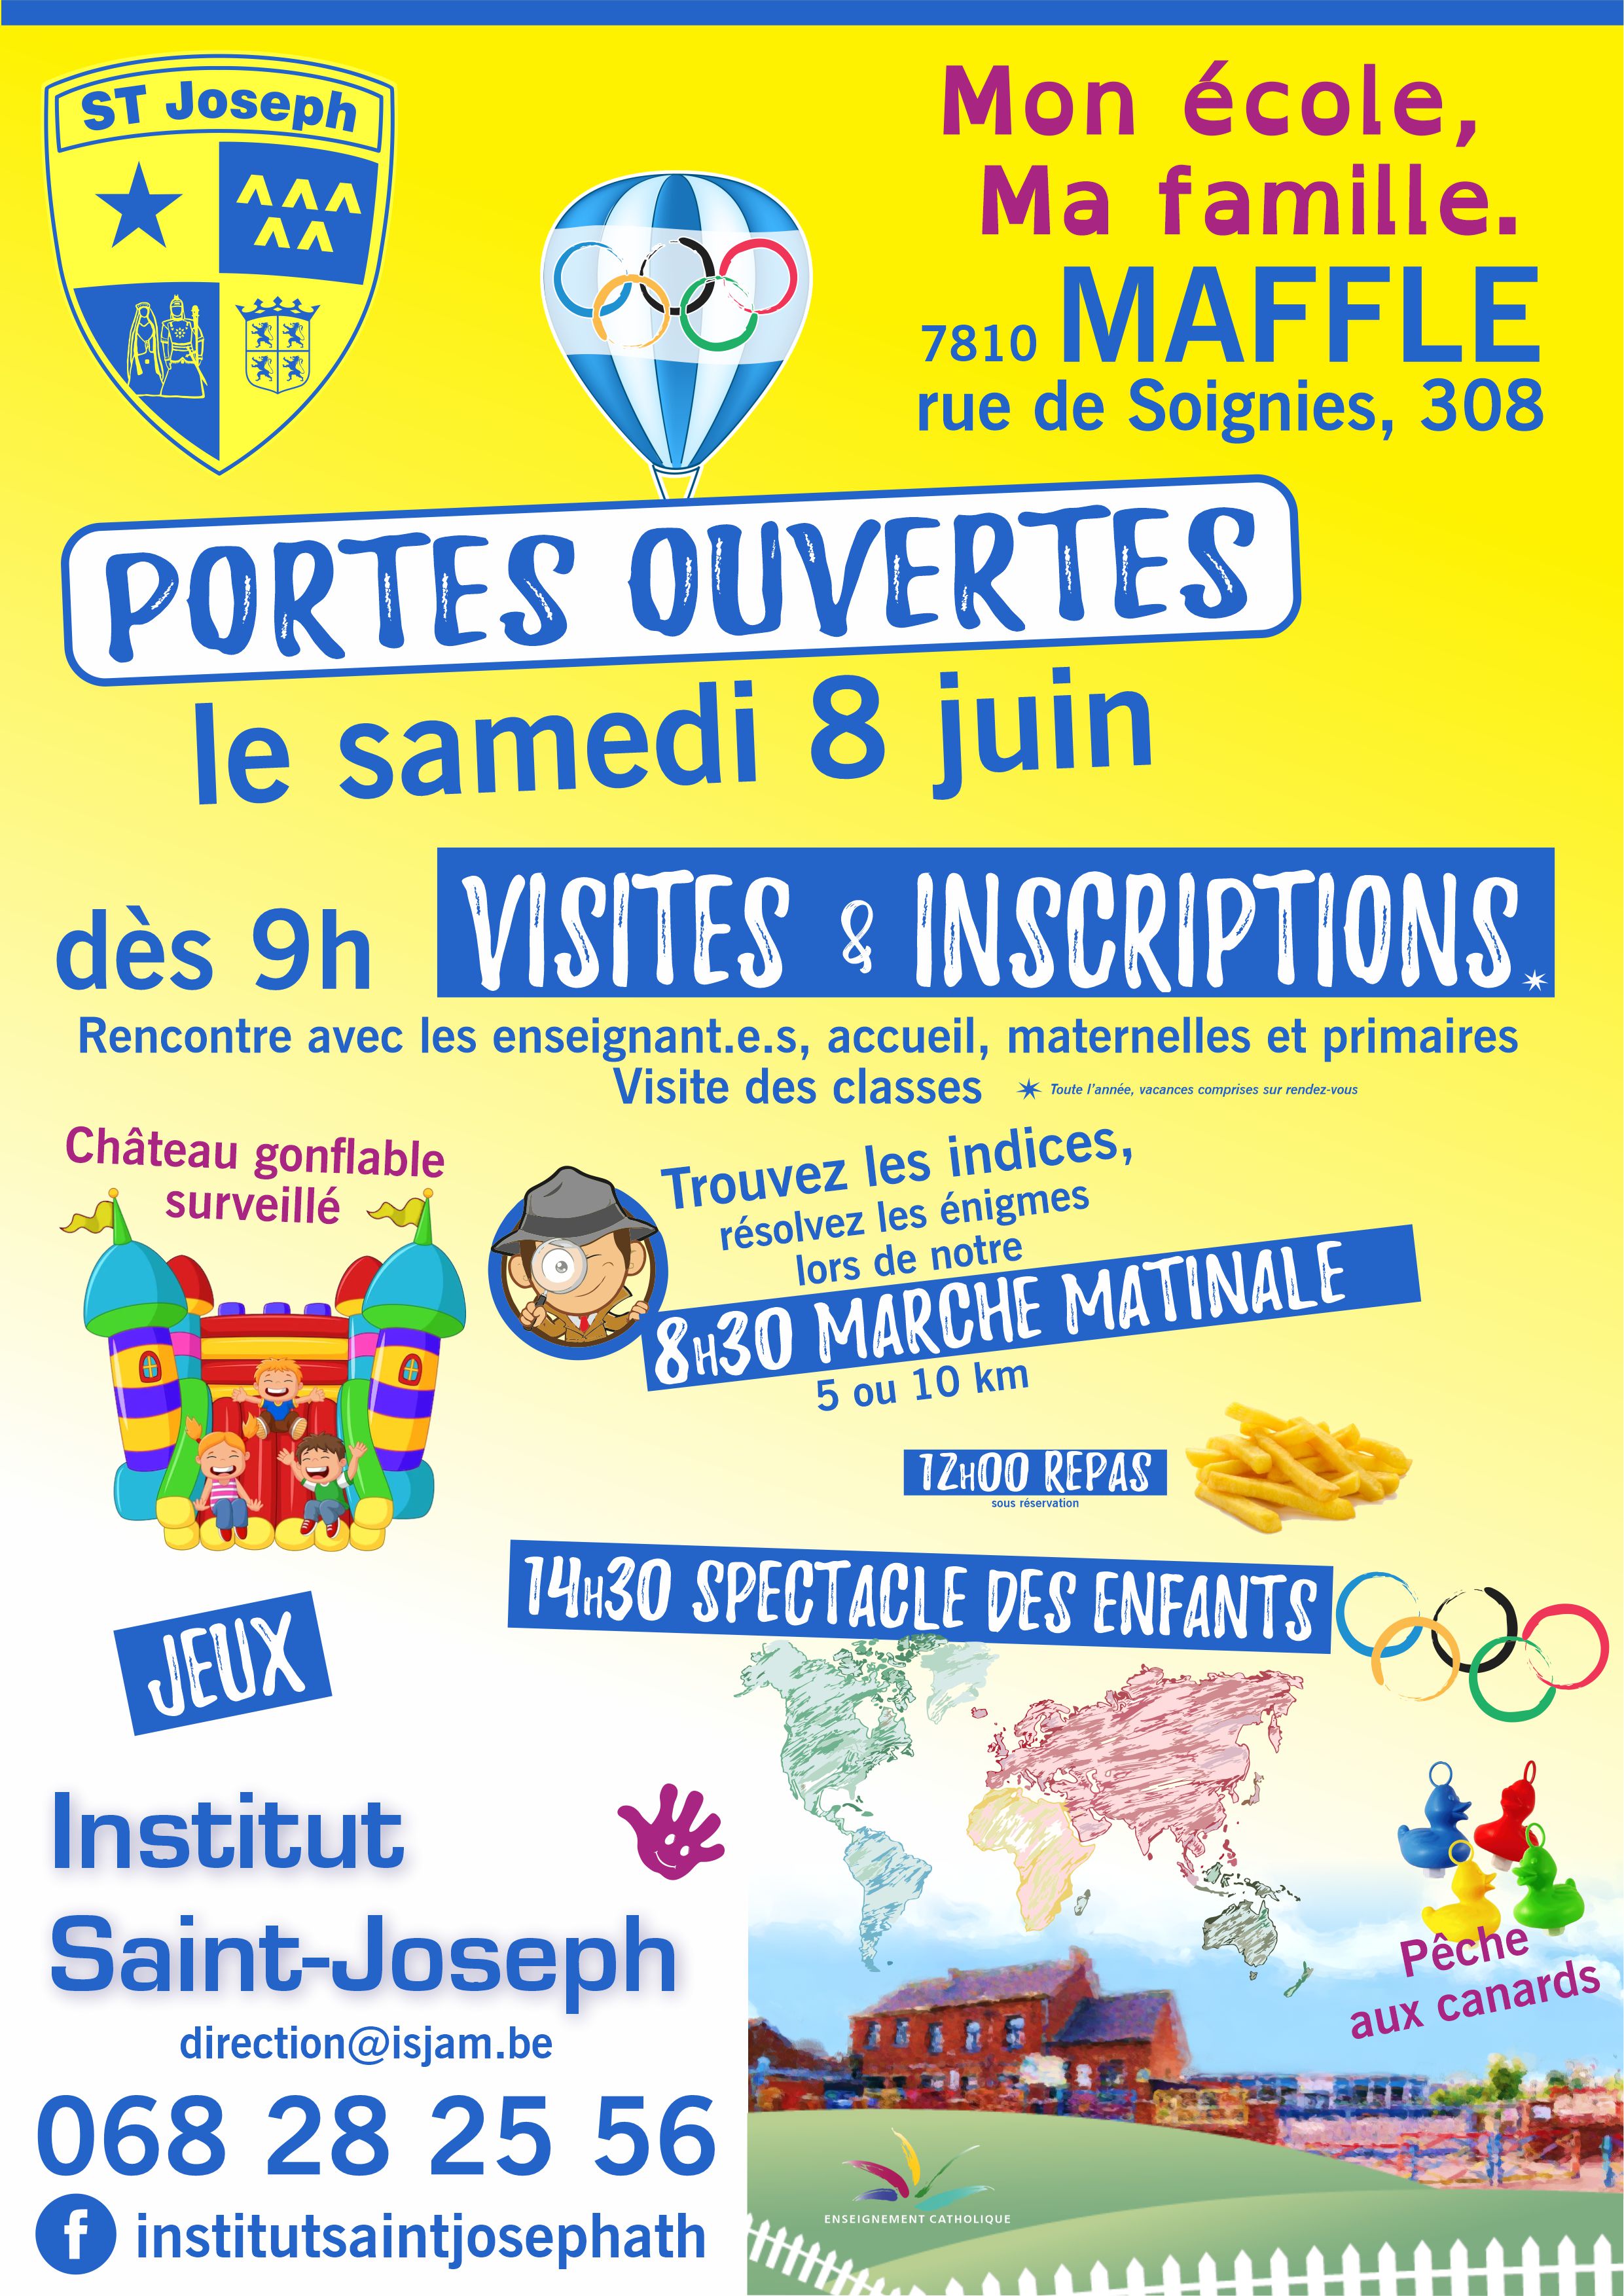 ST Joseph
Mon école,
Ma famille.
7810 MAFFLE
rue de Soignies, 308
PORTES OUVERTES
le samedi 8 juin
dès 9h VISITES & INSCRIPTIONS*
Rencontre avec les enseignant.e.s, accueil, maternelles et primaires
Visite des classes
* Toute l'année, vacances comprises sur rendez-vous
Château gonflable
surveillé
Trouvez les indices,
résolvez les énigmes
lors de notre
8H30 MARCHE MATINALE
5 ou 10 km
12H00 REPAS
sous réservation
14H30 SPECTACLE DES ENFANTS
JEUX
Pêche
aux canards
Institut
Saint-Joseph
direction@isjam.be
068 28 25 56
institutsaintjosephath
ENSEIGNEMENT CATHOLIQUE